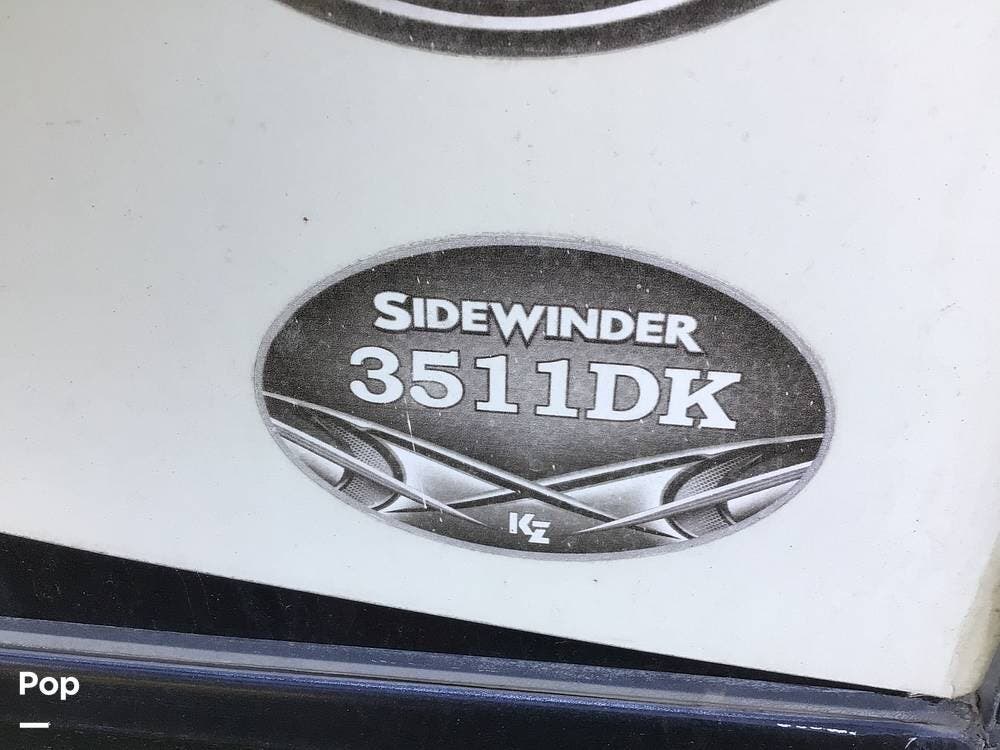 SIDEWINDER
3511DK
KZ
Pop